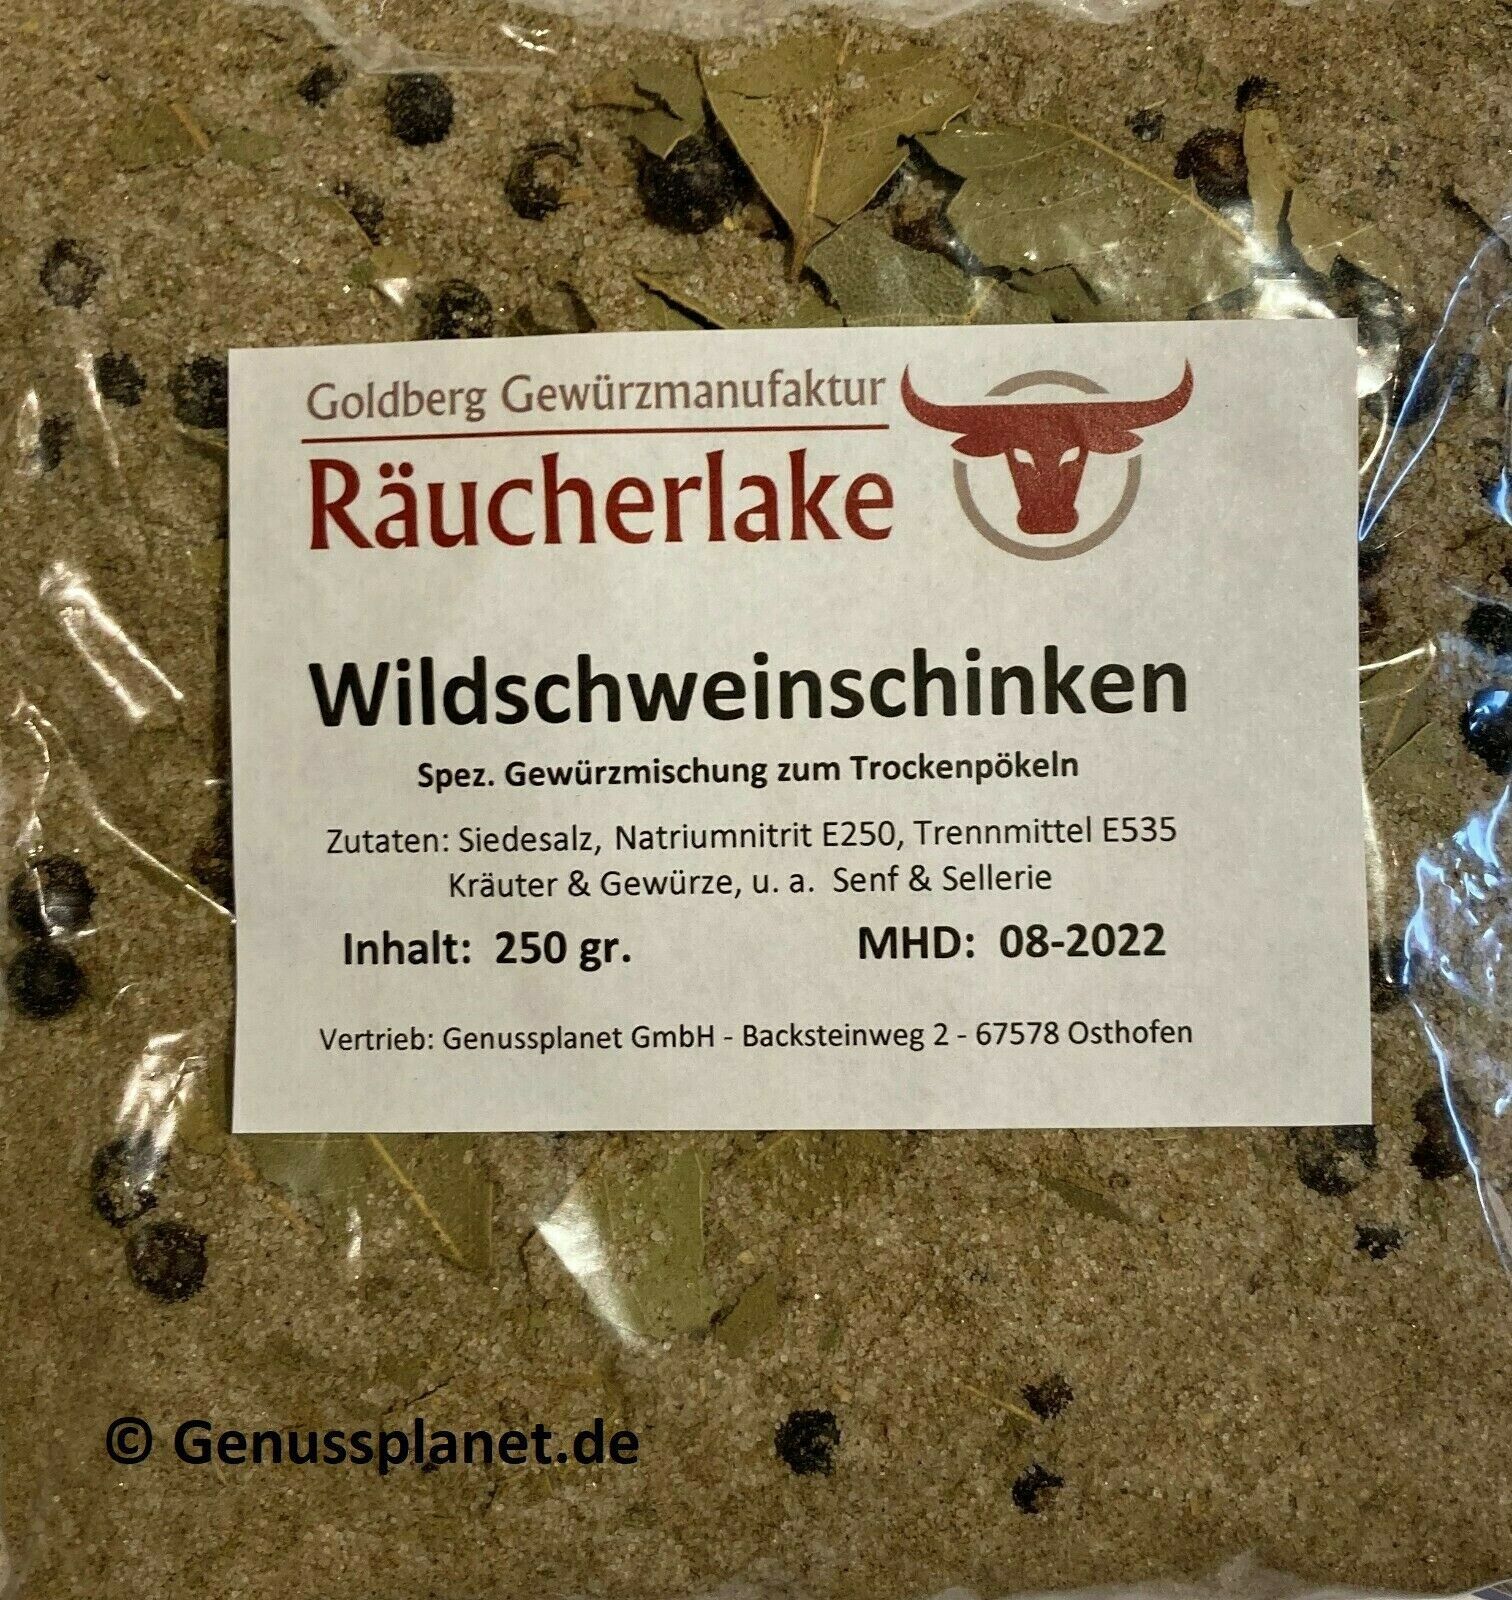 Goldberg Gewürzmanufaktur
Räucherlake
Wildschweinschinken
Spez. Gewürzmischung zum Trockenpökeln
Zutaten: Siedesalz, Natriumnitrit E250, Trennmittel E535
Kräuter & Gewürze, u. a. Senf & Sellerie
Inhalt: 250 gr. MHD: 08-2022
Vertrieb: Genussplanet GmbH - Backsteinweg 2 - 67578 Osthofen
© Genussplanet.de